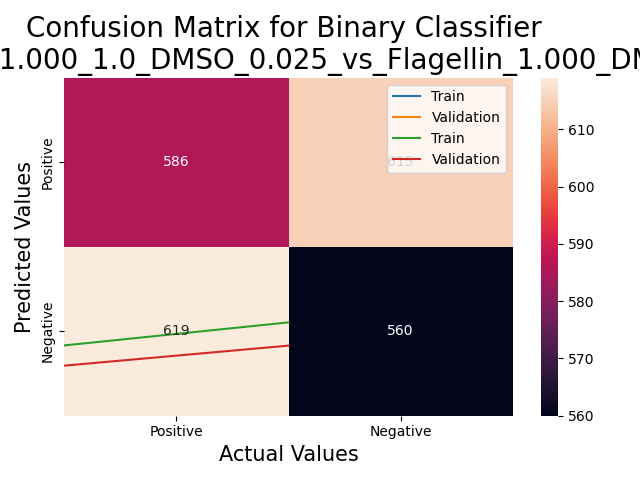 Confusion Matrix for Binary Classifier
1.000_1.0_DMSO_0.025_vs_Flagellin_1.000_DM
Train
Validation
Train
Validation
Predicted Values
Positive
Negative
586
615
619
560
Positive
Negative
Actual Values
610
600
590
580
570
560